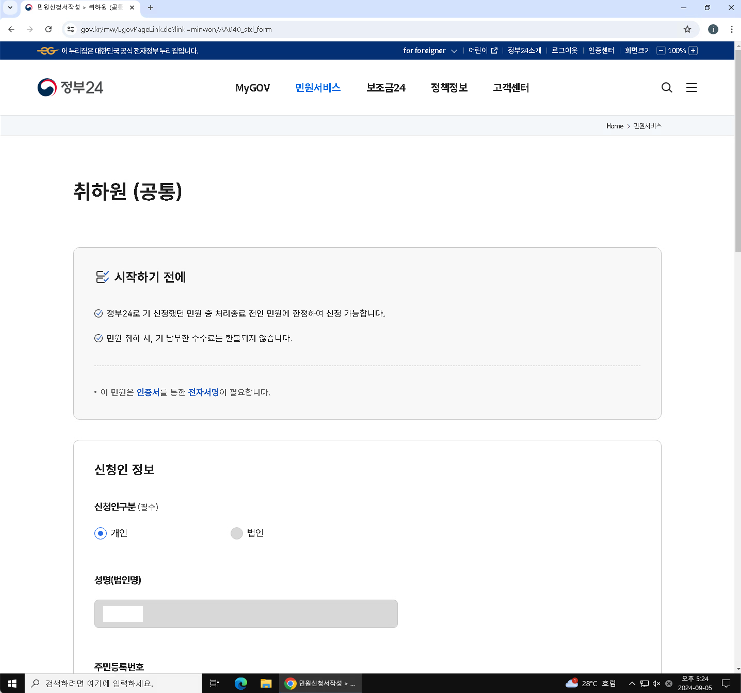 민원신청서작성 > 취하원 (공통
gov.kr/mw/EgovPageLink.do?link=minwon/AA040_std_form
이 누리집은 대한민국 공식 전자정부 누리집입니다.
for foreigner
어린이
정부24소개
로그아웃
인증센터
화면크기
100%
정부24
MyGOV
민원서비스
보조금24
정책정보
고객센터
Home > 민원서비스
취하원 (공통)
시작하기 전에
정부24로 기 신청했던 민원 중 처리종료 전인 민원에 한정하여 신청 가능합니다.
민원 취하 시, 기 납부한 수수료는 환불되지 않습니다.
• 이 민원은 인증서를 통한 전자서명이 필요합니다.
신청인 정보
신청인구분 (필수)
개인
법인
성명(법인명)
주민등록번호
검색하려면 여기에 입력하세요.
민원신청서작성 > ...
28°C 흐림
오후 5:24
2024-09-05